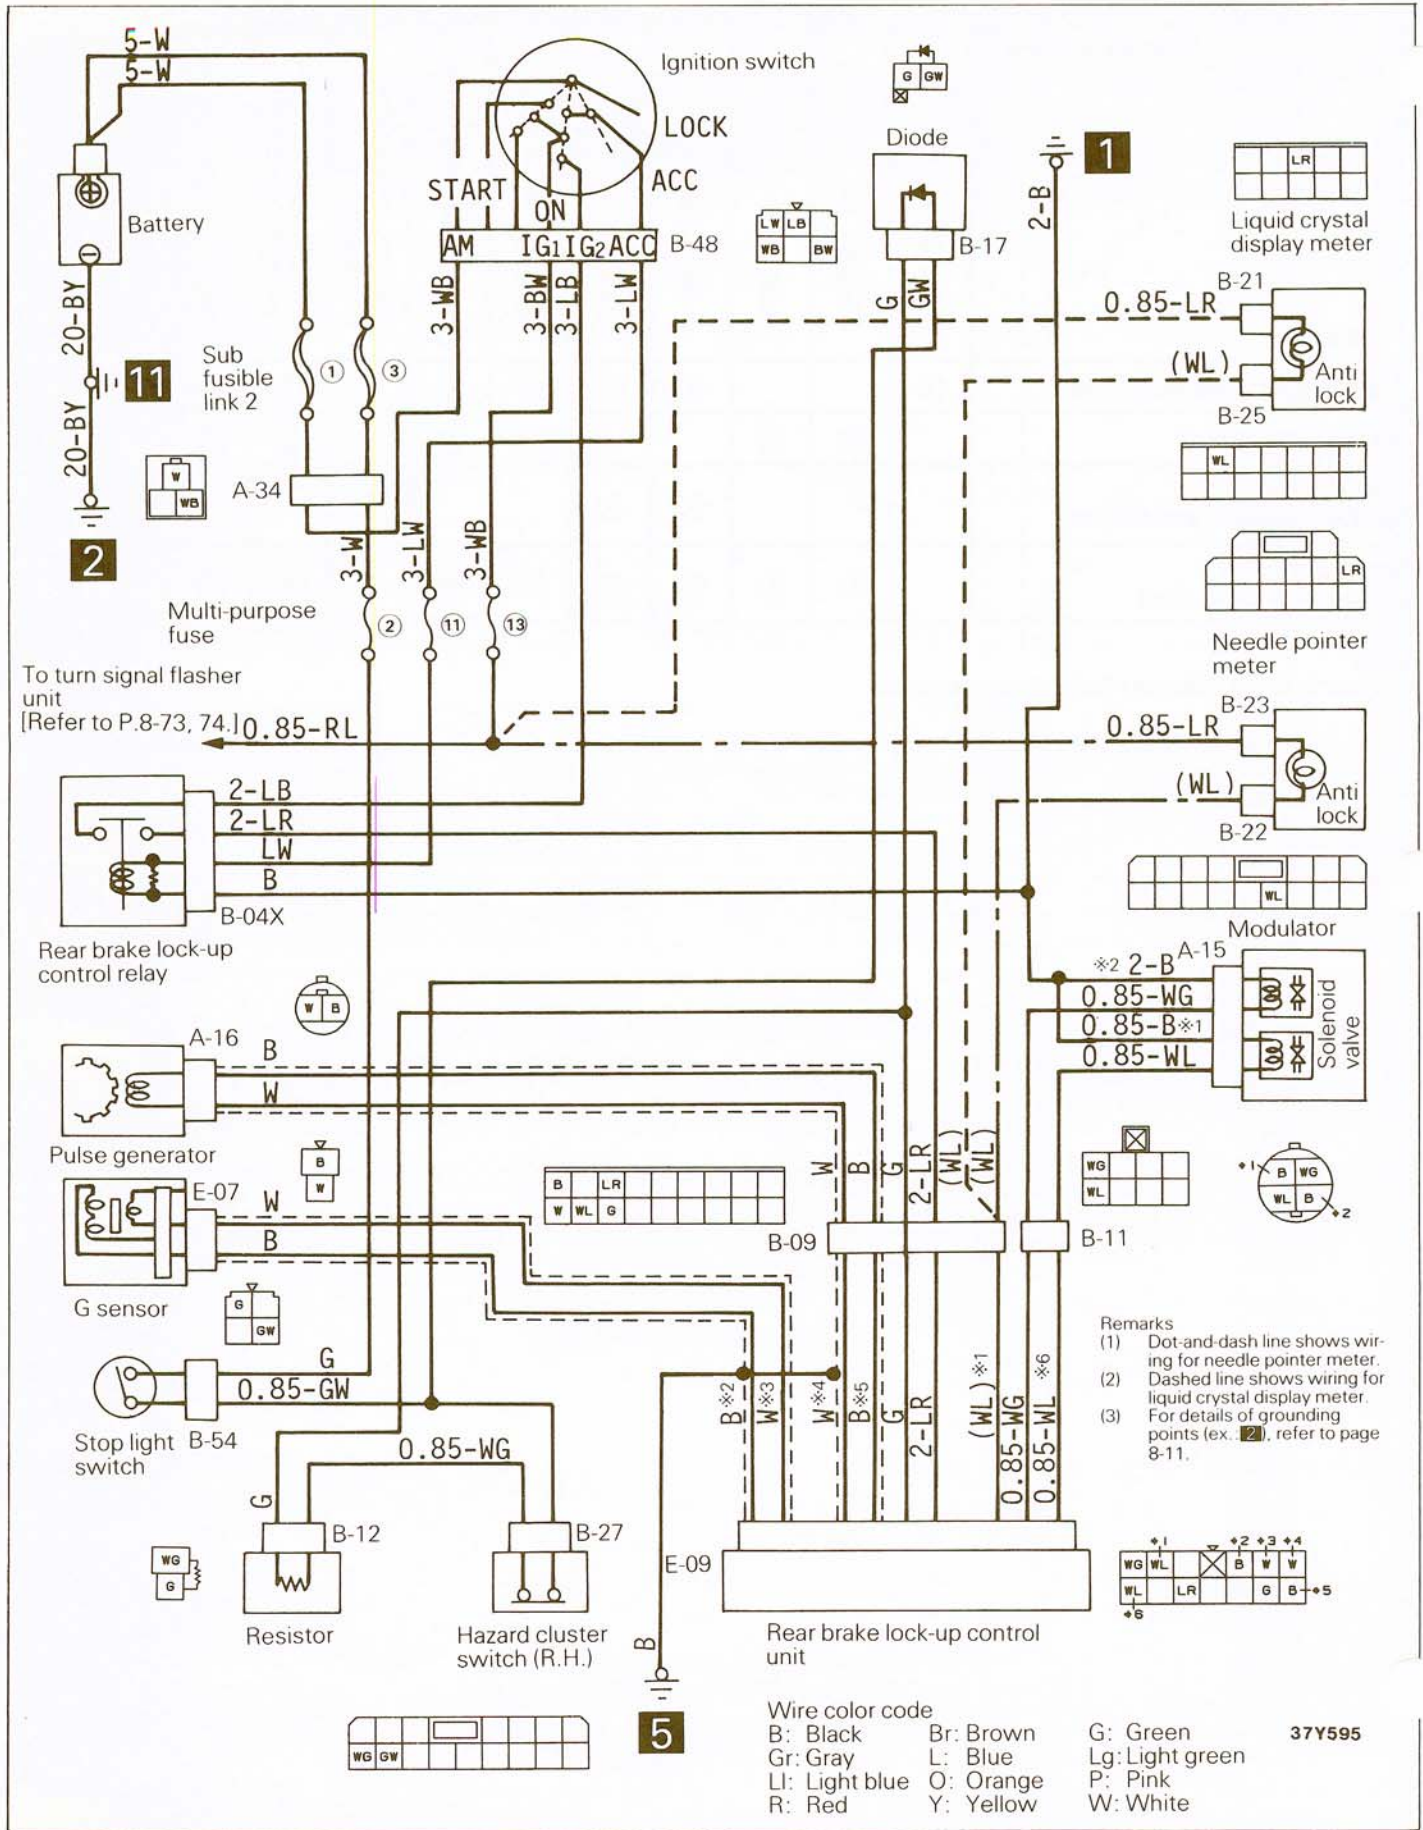 5-W
5-W
Ignition switch
G GW
LOCK
Diode
1
LR
ACC
START
2-B
ON
Battery
Liquid crystal
display meter
LW LB
WB BW
AM IG1 IG2 ACC B-48
B-17
20-BY
3-WB
3-BW
3-LB
3-LW
G
GW
B-21
0.85-LR
Sub
fusible
link 2
1
3
11
(WL)
Anti
lock
B-25
20-BY
W
WB
A-34
WL
2
3-W
3-LW
3-WB
LR
Multi-purpose
fuse
2
11
13
Needle pointer
meter
To turn signal flasher
unit
[Refer to P.8-73, 74.]
0.85-RL
B-23
0.85-LR
2-LB
2-LR
LW
B
(WL)
Anti
lock
B-22
B-04X
WL
Rear brake lock-up
control relay
Modulator
A-15
※2 2-B
0.85-WG
0.85-B※1
0.85-WL
Solenoid
valve
W B
A-16
B
W
Pulse generator
B
W
W
B
G
2-LR
(WL)
(WL)
WG
WL
*1
B WG
WL B
*2
E-07
W
B
B LR
W WL G
B-09
B-11
G sensor
G
GW
Remarks
(1) Dot-and-dash line shows wir-
ing for needle pointer meter.
(2) Dashed line shows wiring for
liquid crystal display meter.
(3) For details of grounding
points (ex.: 2), refer to page
8-11.
G
0.85-GW
B※2
W※3
W※4
B※5
G
2-LR
(WL)※1
0.85-WG
0.85-WL ※6
Stop light
switch
B-54
0.85-WG
G
B-12
B-27
WG
G
E-09
*1 *2 *3 *4
WG WL B W W
WL LR G B *5
*6
Resistor
Hazard cluster
switch (R.H.)
B
Rear brake lock-up control
unit
5
WG GW
Wire color code
B: Black Br: Brown G: Green
Gr: Gray L: Blue Lg: Light green
Ll: Light blue O: Orange P: Pink
R: Red Y: Yellow W: White
37Y595